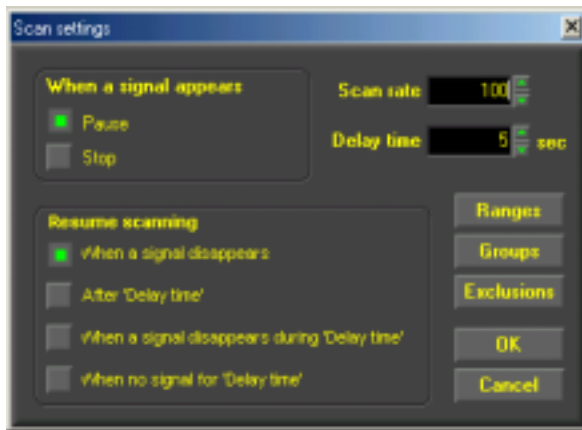 Scan settings
When a signal appears
Pause
Stop
Scan rate 100
Delay time 5 sec
Resume scanning
When a signal disappears
After 'Delay time'
When a signal disappears during 'Delay time'
When no signal for 'Delay time'
Ranges
Groups
Exclusions
OK
Cancel